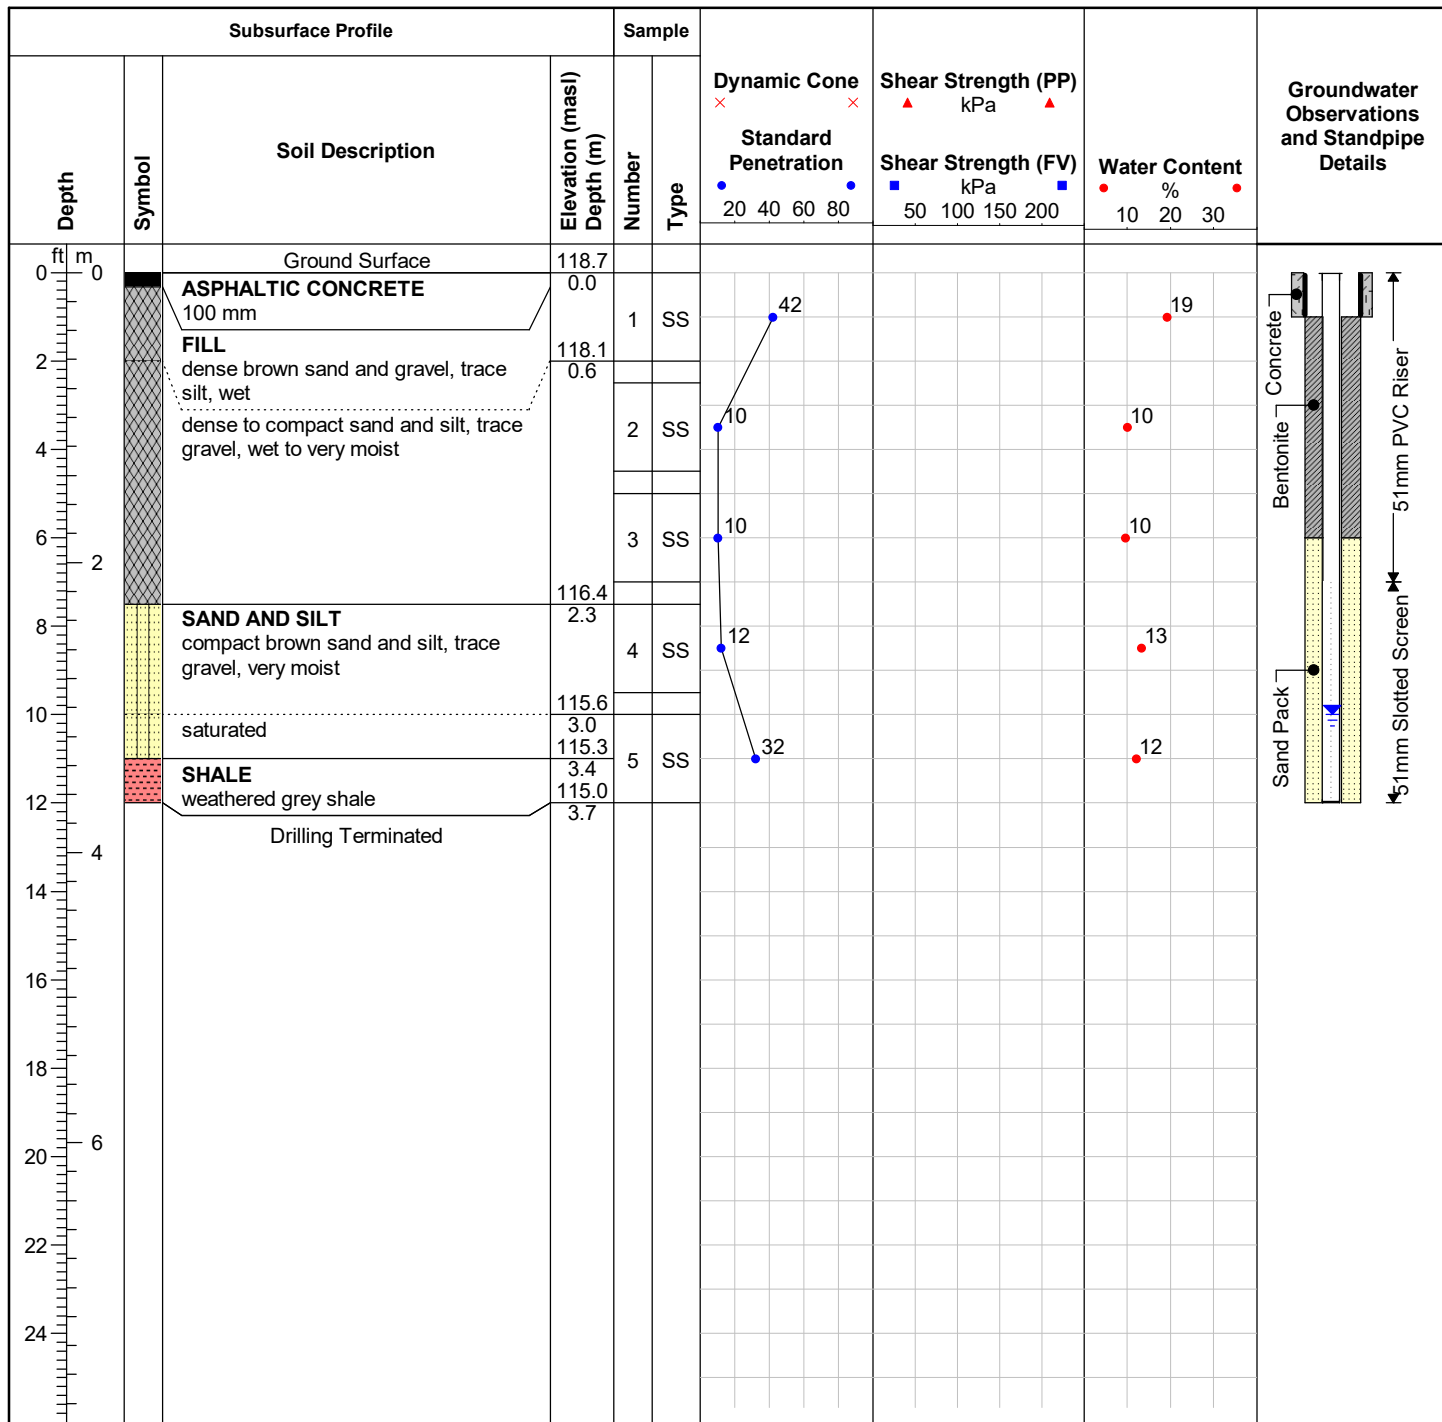 Subsurface Profile
Sample
Depth
Symbol
Soil Description
Elevation (masl)
Depth (m)
Number
Type
Dynamic Cone
Standard
Penetration
20 40 60 80
Shear Strength (PP)
kPa
Shear Strength (FV)
kPa
50 100 150 200
Water Content
%
10 20 30
Groundwater
Observations
and Standpipe
Details
ft m
0 0
2
4
6
2
8
10
12
4
14
16
18
6
20
22
24
Ground Surface
118.7
0.0
ASPHALTIC CONCRETE
100 mm
FILL
dense brown sand and gravel, trace
silt, wet
118.1
0.6
dense to compact sand and silt, trace
gravel, wet to very moist
116.4
2.3
SAND AND SILT
compact brown sand and silt, trace
gravel, very moist
115.6
3.0
saturated
115.3
3.4
SHALE
weathered grey shale
115.0
3.7
Drilling Terminated
1 SS 42 19
2 SS 10 10
3 SS 10 10
4 SS 12 13
5 SS 32 12
Concrete
Bentonite
Sand Pack
51mm PVC Riser
51mm Slotted Screen